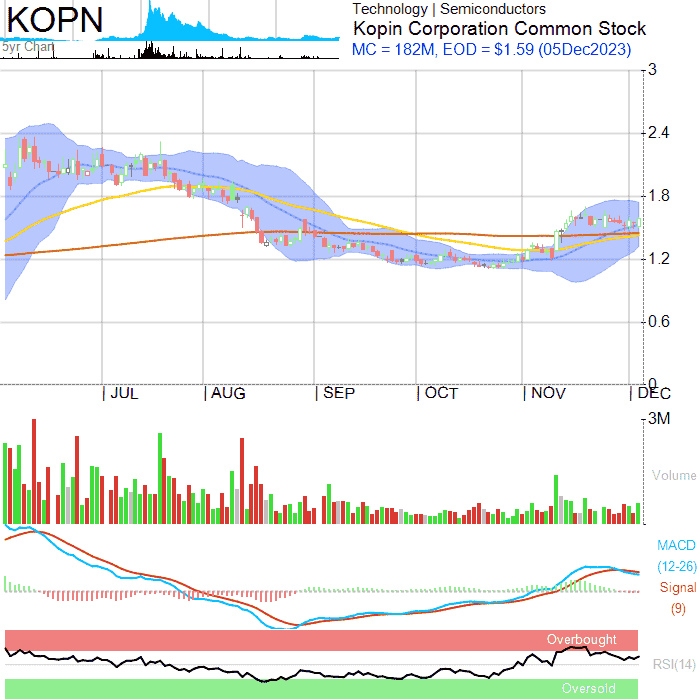 KOPN
5yr Chart
Technology | Semiconductors
Kopin Corporation Common Stock
MC = 182M, EOD = $1.59 (05Dec2023)
3
2.4
1.8
1.2
0.6
0
| JUL | AUG | SEP | OCT | NOV | DEC
3M
Volume
MACD
(12-26)
Signal
(9)
Overbought
RSI(14)
Oversold